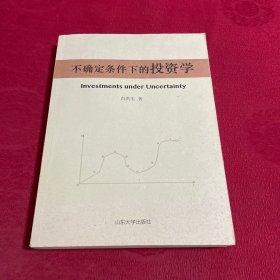 不确定条件下的投资学
Investments under Uncertainty
著
山东大学出版社